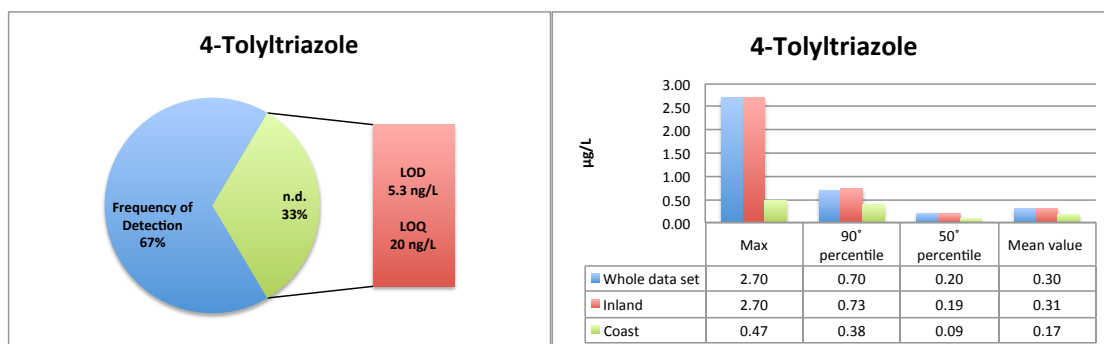 4-Tolyltriazole
Frequency of
Detection
67%
n.d.
33%
LOD
5.3 ng/L
LOQ
20 ng/L
4-Tolyltriazole
µg/L
3.00
2.50
2.00
1.50
1.00
0.50
0.00
Max
90˚
percentile
50˚
percentile
Mean value
Whole data set 2.70 0.70 0.20 0.30
Inland 2.70 0.73 0.19 0.31
Coast 0.47 0.38 0.09 0.17